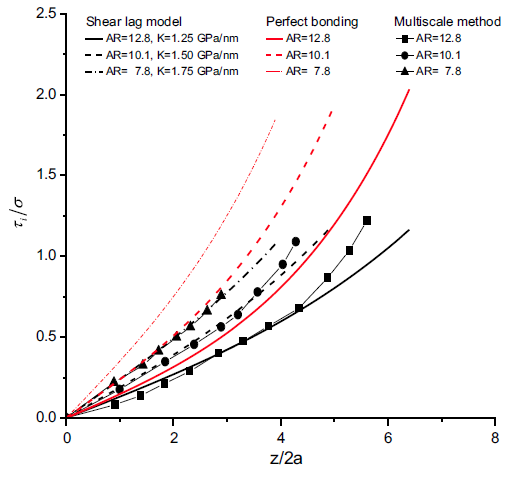 Shear lag model Perfect bonding Multiscale method
AR=12.8, K=1.25 GPa/nm AR=12.8 AR=12.8
AR=10.1, K=1.50 GPa/nm AR=10.1 AR=10.1
AR= 7.8, K=1.75 GPa/nm AR= 7.8 AR= 7.8
2.5
2.0
1.5
1.0
0.5
0.0
τi/σ
0 2 4 6 8
z/2a